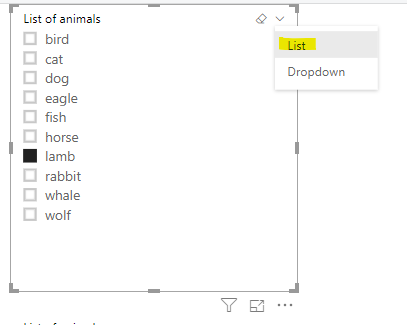 List of animals
bird
cat
dog
eagle
fish
horse
lamb
rabbit
whale
wolf
List
Dropdown